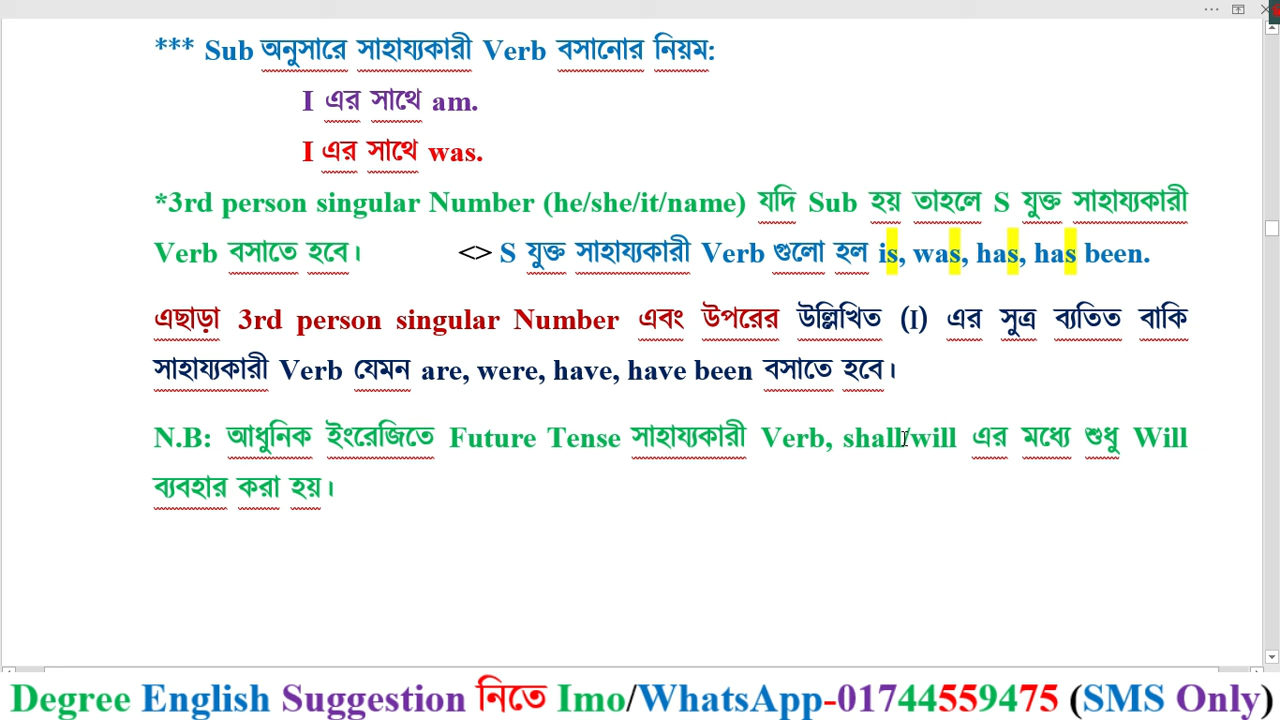 *** Sub অনুসারে সাহায্যকারী Verb বসানোর নিয়ম:
I এর সাথে am.
I এর সাথে was.
*3rd person singular Number (he/she/it/name) যদি Sub হয় তাহলে S যুক্ত সাহায্যকারী
Verb বসাতে হবে। <> S যুক্ত সাহায্যকারী Verb গুলো হল is, was, has, has been.
এছাড়া 3rd person singular Number এবং উপরের উল্লিখিত (I) এর সুত্র ব্যতিত বাকি
সাহায্যকারী Verb যেমন are, were, have, have been বসাতে হবে।
N.B: আধুনিক ইংরেজিতে Future Tense সাহায্যকারী Verb, shall/will এর মধ্যে শুধু Will
ব্যবহার করা হয়।
Degree English Suggestion নিতে Imo/WhatsApp-01744559475 (SMS Only)